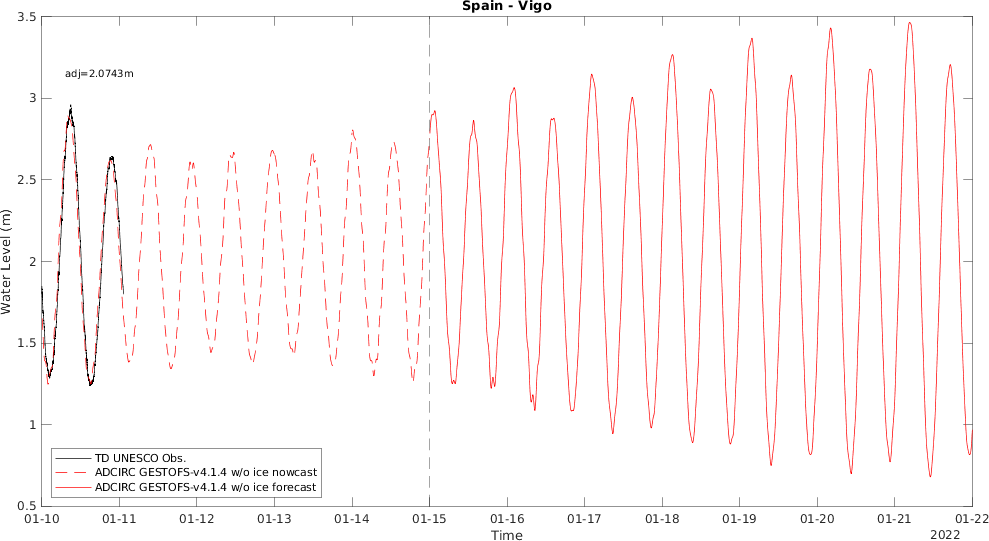 Spain - Vigo
adj=2.0743m
Water Level (m)
3.5
3
2.5
2
1.5
1
0.5
TD UNESCO Obs.
ADCIRC GESTOFS-v4.1.4 w/o ice nowcast
ADCIRC GESTOFS-v4.1.4 w/o ice forecast
01-10 01-11 01-12 01-13 01-14 01-15 01-16 01-17 01-18 01-19 01-20 01-21 01-22
Time
2022